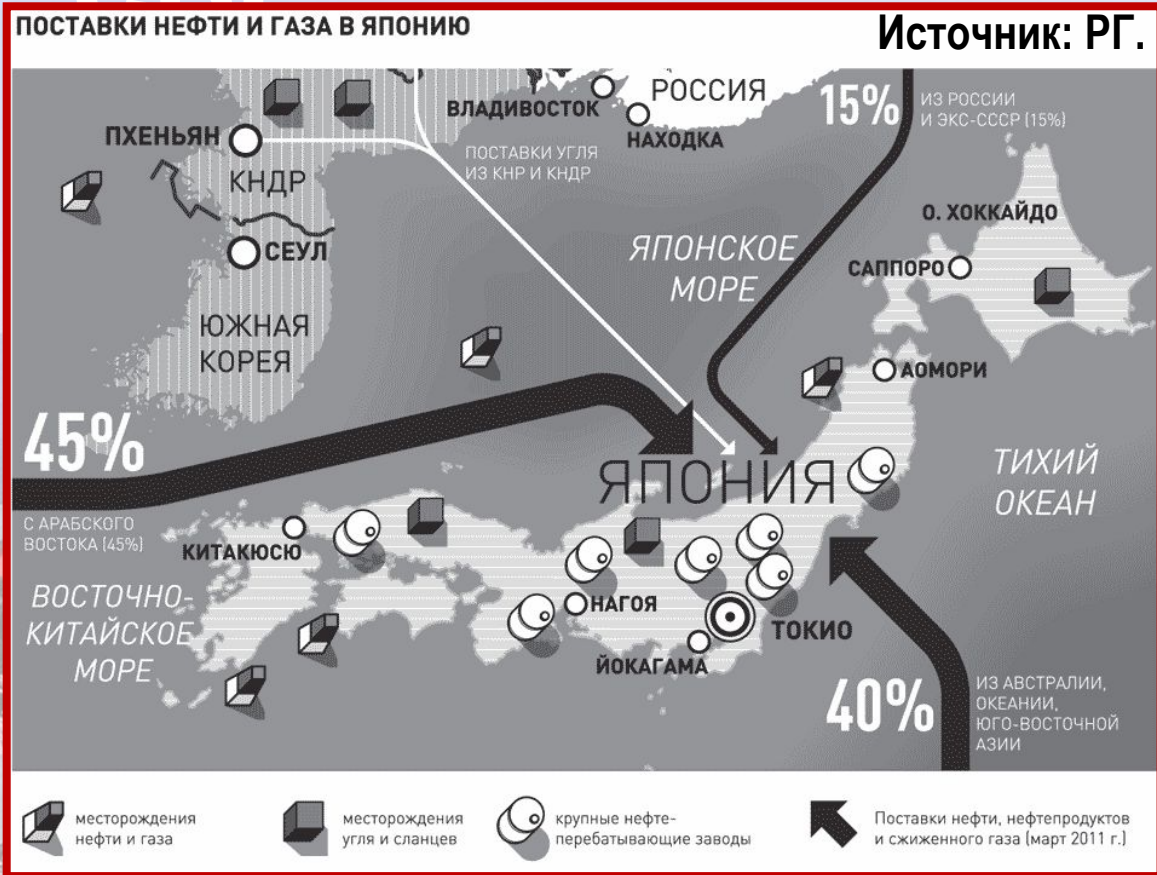 ПОСТАВКИ НЕФТИ И ГАЗА В ЯПОНИЮ
Источник: РГ.
ВЛАДИВОСТОК
РОССИЯ
НАХОДКА
15%
ИЗ РОССИИ
И ЭКС-СССР (15%)
ПХЕНЬЯН
КНДР
ПОСТАВКИ УГЛЯ
ИЗ КНР И КНДР
СЕУЛ
ЯПОНСКОЕ
МОРЕ
О. ХОККАЙДО
САППОРО
ЮЖНАЯ
КОРЕЯ
АОМОРИ
45%
С АРАБСКОГО
ВОСТОКА (45%)
ЯПОНИЯ
ТИХИЙ
ОКЕАН
КИТАКЮСЮ
ВОСТОЧНО-
КИТАЙСКОЕ
МОРЕ
НАГОЯ
ТОКИО
ЙОКАГАМА
40%
ИЗ АВСТРАЛИИ,
ОКЕАНИИ,
ЮГО-ВОСТОЧНОЙ
АЗИИ
месторождения
нефти и газа
месторождения
угля и сланцев
крупные нефте-
перебатывающие заводы
Поставки нефти, нефтепродуктов
и сжиженого газа (март 2011 г.)